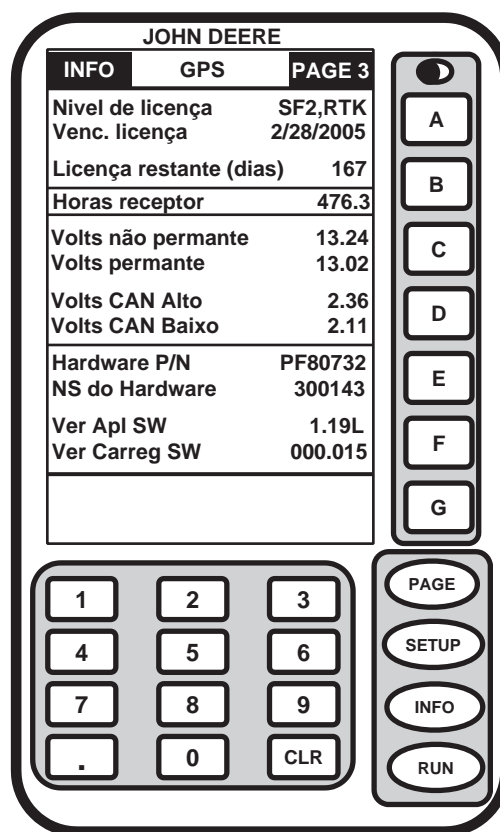 JOHN DEERE
INFO GPS PAGE 3
Nivel de licença SF2,RTK
Venc. licença 2/28/2005
Licença restante (dias) 167
Horas receptor 476.3
Volts não permante 13.24
Volts permante 13.02
Volts CAN Alto 2.36
Volts CAN Baixo 2.11
Hardware P/N PF80732
NS do Hardware 300143
Ver Apl SW 1.19L
Ver Carreg SW 000.015
A
B
C
D
E
F
G
PAGE
SETUP
INFO
RUN
1 2 3
4 5 6
7 8 9
. 0 CLR